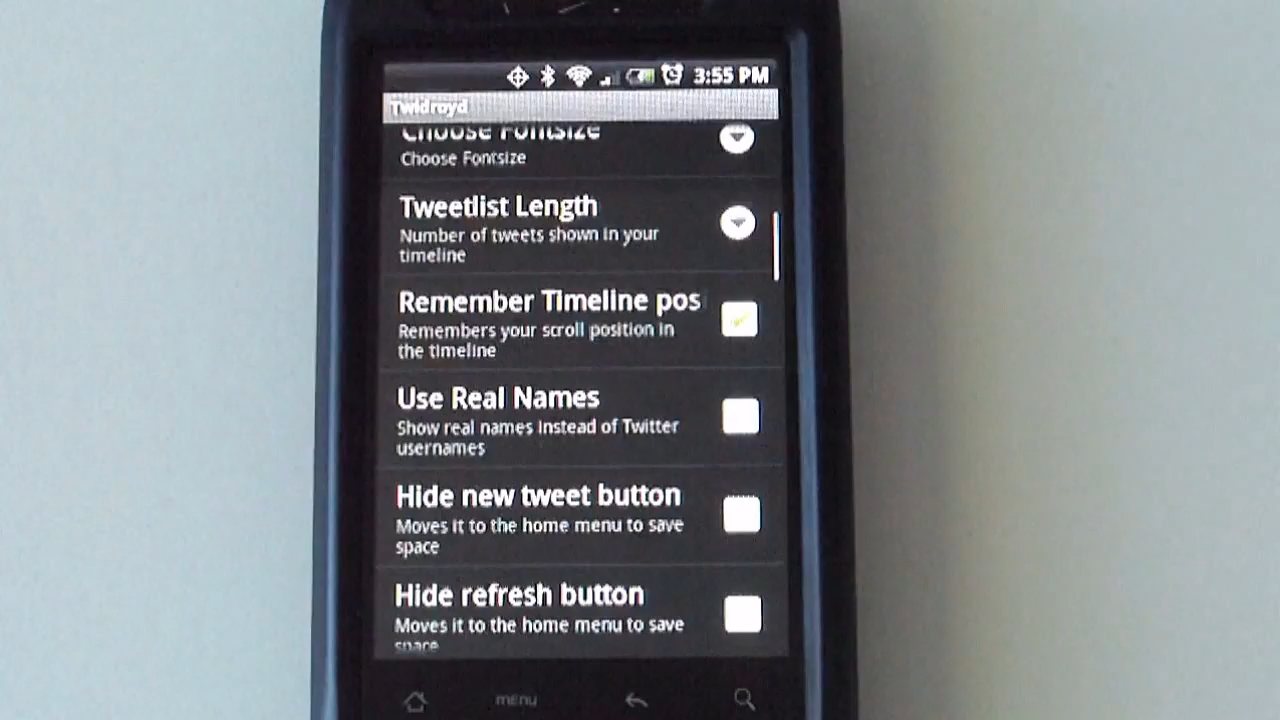 3:55 PM
Twidroyd
Choose Fontsize
Choose Fontsize
Tweetlist Length
Number of tweets shown in your
timeline
Remember Timeline pos
Remembers your scroll position in
the timeline
Use Real Names
Show real names instead of Twitter
usernames
Hide new tweet button
Moves it to the home menu to save
space
Hide refresh button
Moves it to the home menu to save
space
menu